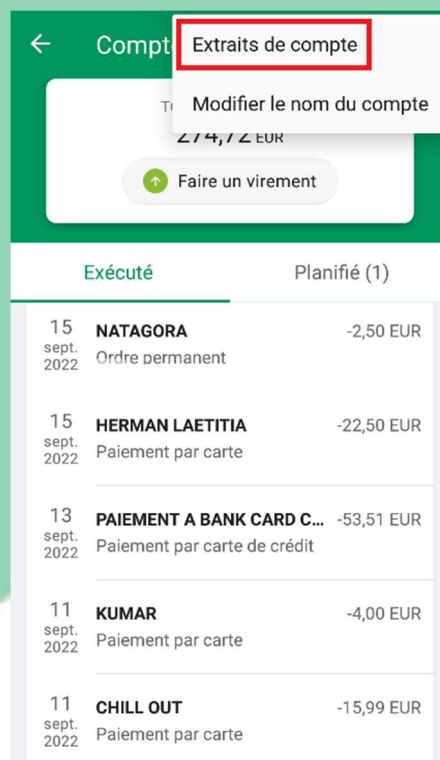 Compt
Extraits de compte
Modifier le nom du compte
274,72 EUR
Faire un virement
Exécuté
Planifié (1)
15 sept. 2022
NATAGORA
-2,50 EUR
Ordre permanent
15 sept. 2022
HERMAN LAETITIA
-22,50 EUR
Paiement par carte
13 sept. 2022
PAIEMENT A BANK CARD C... -53,51 EUR
Paiement par carte de crédit
11 sept. 2022
KUMAR
-4,00 EUR
Paiement par carte
11 sept. 2022
CHILL OUT
-15,99 EUR
Paiement par carte